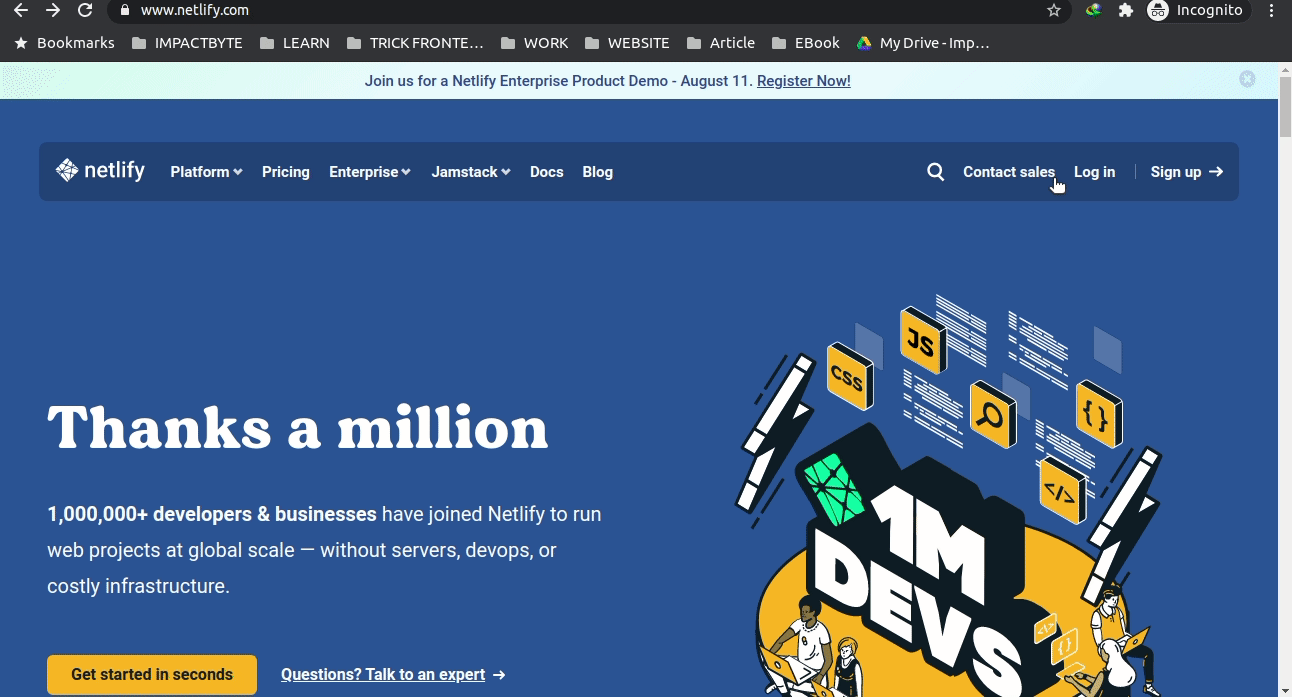 www.netlify.com
Incognito
Bookmarks IMPACTBYTE LEARN TRICK FRONTE... WORK WEBSITE Article EBook My Drive - Imp...
Join us for a Netlify Enterprise Product Demo - August 11. Register Now!
netlify Platform Pricing Enterprise Jamstack Docs Blog Contact sales Log in Sign up →
JS
CSS
{}
</>
1M
DEVS
</>
{}
Thanks a million
1,000,000+ developers & businesses have joined Netlify to run
web projects at global scale — without servers, devops, or
costly infrastructure.
Get started in seconds Questions? Talk to an expert →